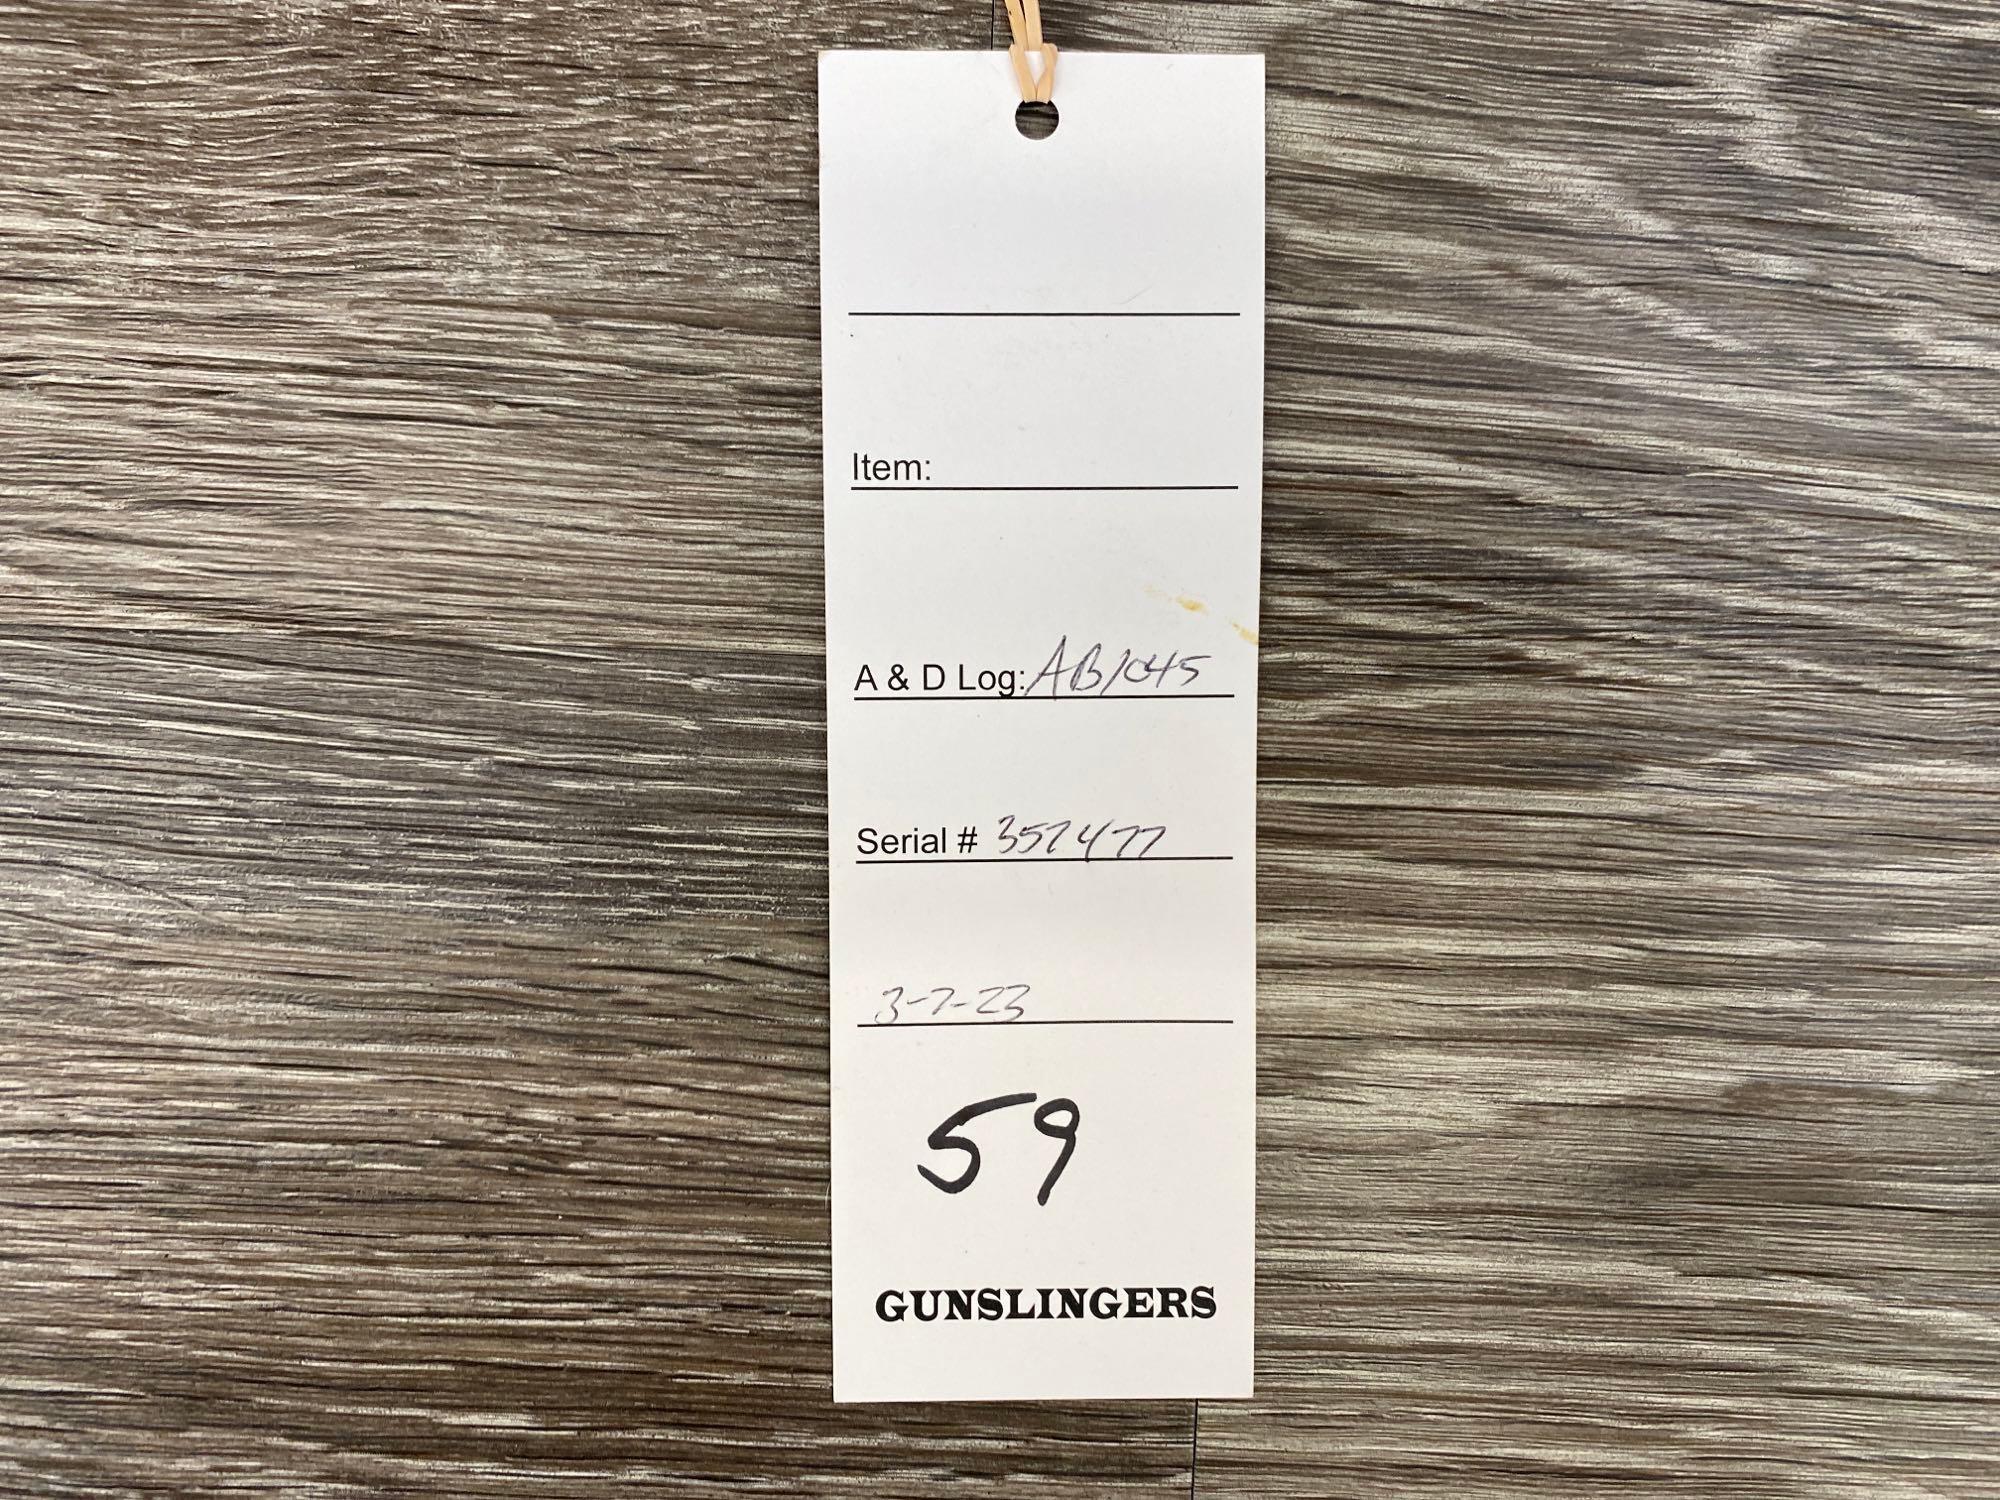 Item:
A & D Log: AB1045
Serial # 357477
3-7-23
59
GUNSLINGERS